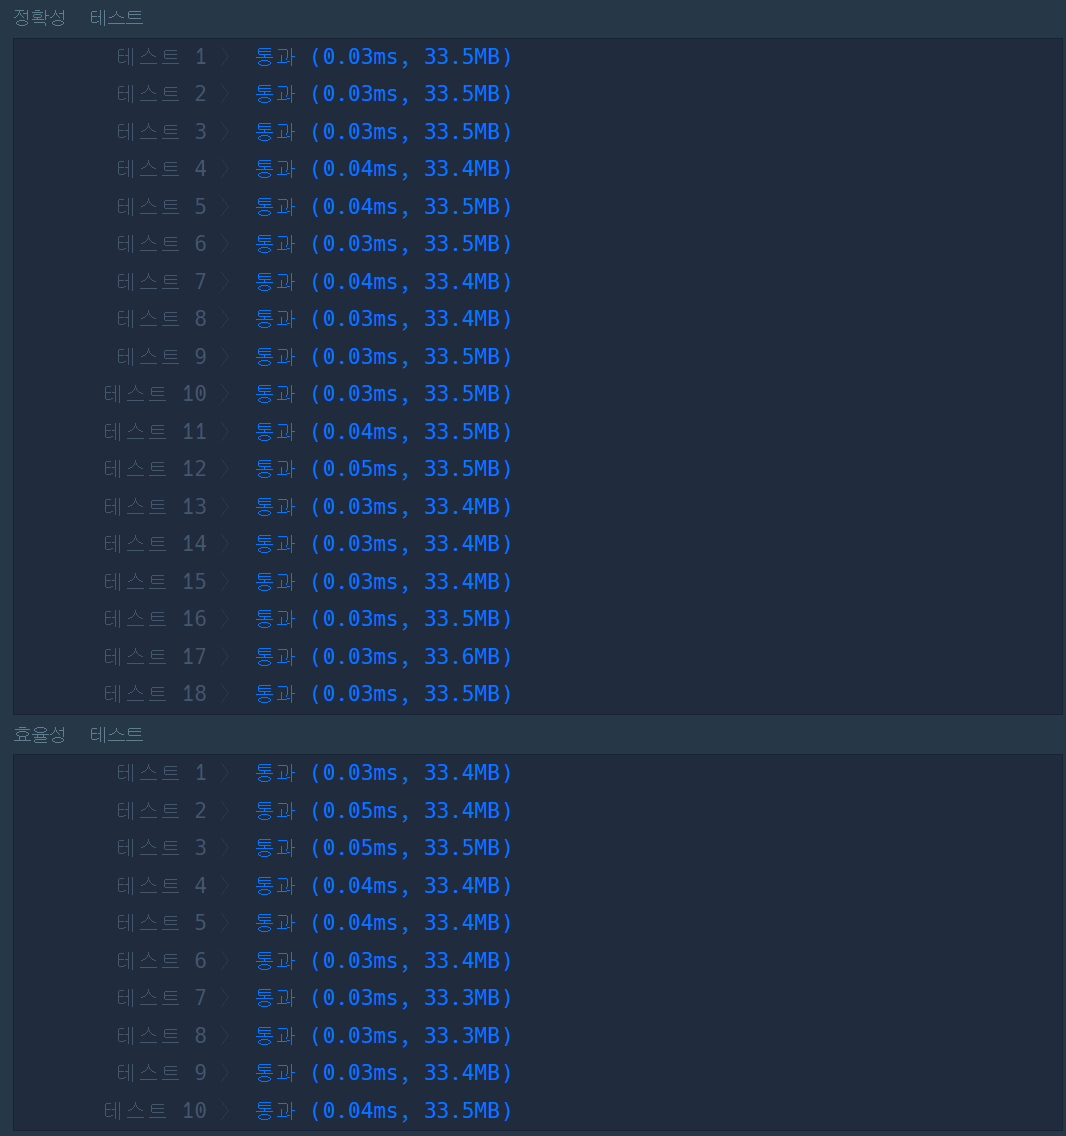 정확성 테스트
테스트 1 〉 통과 (0.03ms, 33.5MB)
테스트 2 〉 통과 (0.03ms, 33.5MB)
테스트 3 〉 통과 (0.03ms, 33.5MB)
테스트 4 〉 통과 (0.04ms, 33.4MB)
테스트 5 〉 통과 (0.04ms, 33.5MB)
테스트 6 〉 통과 (0.03ms, 33.5MB)
테스트 7 〉 통과 (0.04ms, 33.4MB)
테스트 8 〉 통과 (0.03ms, 33.4MB)
테스트 9 〉 통과 (0.03ms, 33.5MB)
테스트 10 〉 통과 (0.03ms, 33.5MB)
테스트 11 〉 통과 (0.04ms, 33.5MB)
테스트 12 〉 통과 (0.05ms, 33.5MB)
테스트 13 〉 통과 (0.03ms, 33.4MB)
테스트 14 〉 통과 (0.03ms, 33.4MB)
테스트 15 〉 통과 (0.03ms, 33.4MB)
테스트 16 〉 통과 (0.03ms, 33.5MB)
테스트 17 〉 통과 (0.03ms, 33.6MB)
테스트 18 〉 통과 (0.03ms, 33.5MB)
효율성 테스트
테스트 1 〉 통과 (0.03ms, 33.4MB)
테스트 2 〉 통과 (0.05ms, 33.4MB)
테스트 3 〉 통과 (0.05ms, 33.5MB)
테스트 4 〉 통과 (0.04ms, 33.4MB)
테스트 5 〉 통과 (0.04ms, 33.4MB)
테스트 6 〉 통과 (0.03ms, 33.4MB)
테스트 7 〉 통과 (0.03ms, 33.3MB)
테스트 8 〉 통과 (0.03ms, 33.3MB)
테스트 9 〉 통과 (0.03ms, 33.4MB)
테스트 10 〉 통과 (0.04ms, 33.5MB)